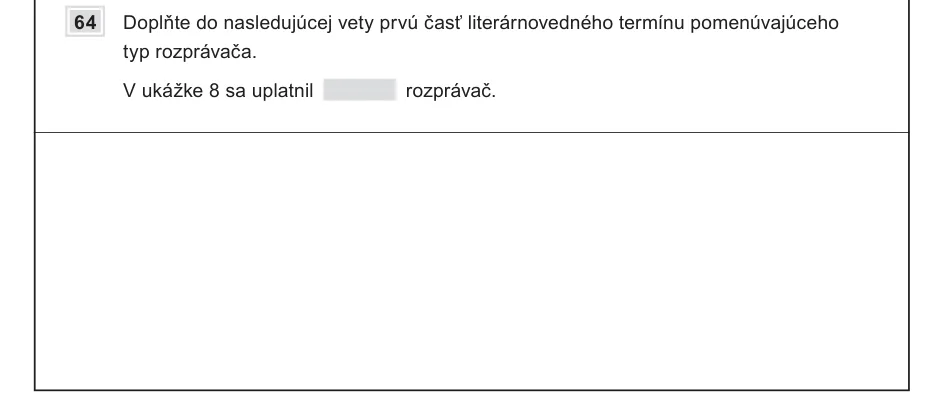 64 Doplňte do nasledujúcej vety prvú časť literárnovedného termínu pomenúvajúceho
typ rozprávača.
V ukážke 8 sa uplatnil rozprávač.